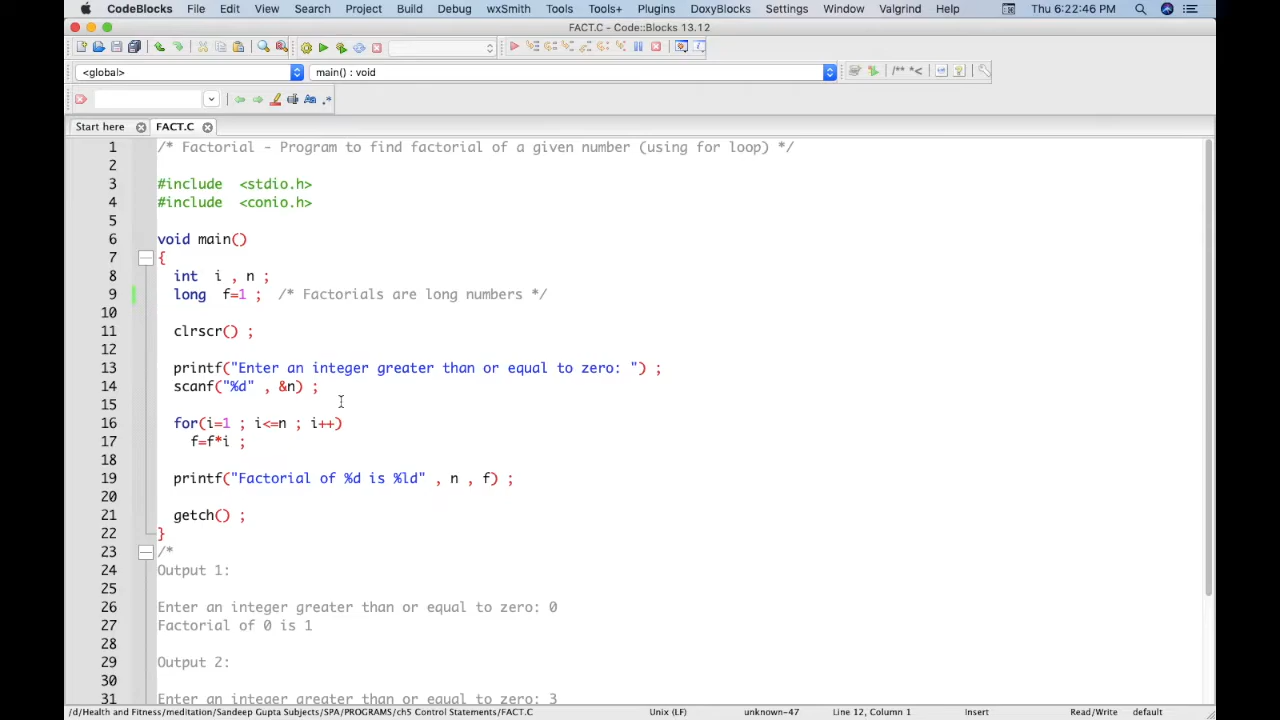 CodeBlocks File Edit View Search Project Build Debug wxSmith Tools Tools+ Plugins DoxyBlocks Settings Window Valgrind Help Thu 6:22:46 PM
FACT.C - Code::Blocks 13.12
<global> main() : void /** *<
Start here FACT.C
1 /* Factorial - Program to find factorial of a given number (using for loop) */
2
3 #include <stdio.h>
4 #include <conio.h>
5
6 void main()
7 {
8 int i , n ;
9 long f=1 ; /* Factorials are long numbers */
10
11 clrscr() ;
12
13 printf("Enter an integer greater than or equal to zero: ") ;
14 scanf("%d" , &n) ;
15
16 for(i=1 ; i<=n ; i++)
17 f=f*i ;
18
19 printf("Factorial of %d is %ld" , n , f) ;
20
21 getch() ;
22 }
23 /*
24 Output 1:
25
26 Enter an integer greater than or equal to zero: 0
27 Factorial of 0 is 1
28
29 Output 2:
30
31 Enter an integer greater than or equal to zero: 3
/d/Health and Fitness/meditation/Sandeep Gupta Subjects/SPA/PROGRAMS/ch5 Control Statements/FACT.C Unix (LF) unknown-47 Line 12, Column 1 Insert Read/Write default